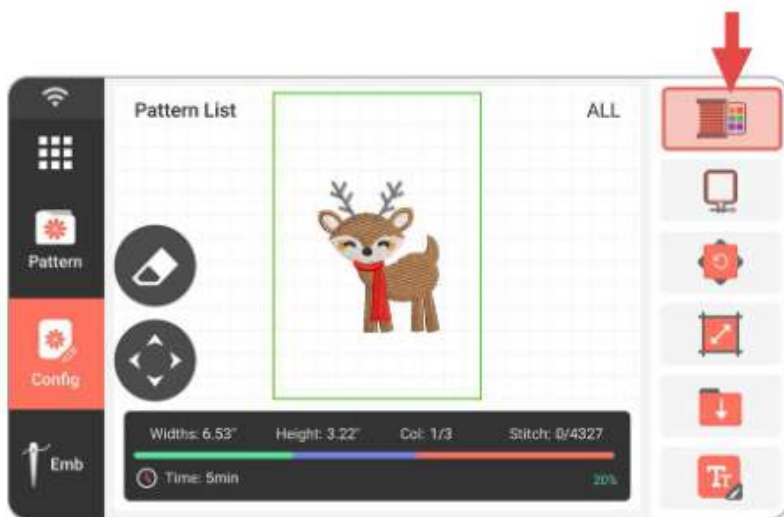 Pattern List
ALL
Pattern
Config
Emb
Widths: 6.53"
Height: 3.22"
Col: 1/3
Stitch: 0/4327
Time: 5min
20%
Tт